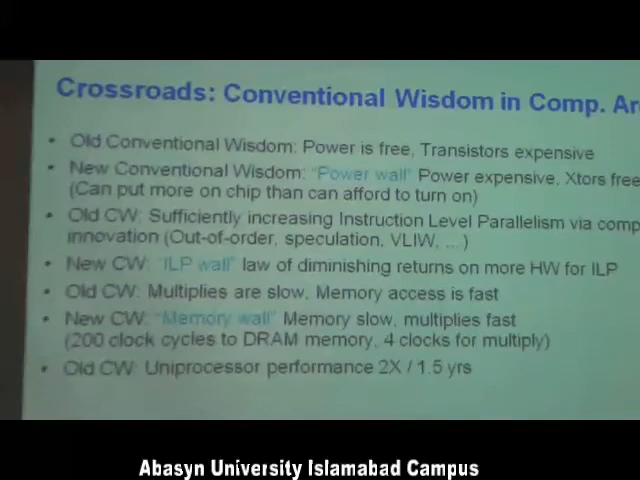 Crossroads: Conventional Wisdom in Comp. Ar
• Old Conventional Wisdom: Power is free, Transistors expensive
• New Conventional Wisdom: "Power wall" Power expensive, Xtors free
(Can put more on chip than can afford to turn on)
• Old CW: Sufficiently increasing Instruction Level Parallelism via comp
innovation (Out-of-order, speculation, VLIW, ...)
• New CW: "ILP wall" law of diminishing returns on more HW for ILP
• Old CW: Multiplies are slow, Memory access is fast
• New CW: "Memory wall" Memory slow, multiplies fast
(200 clock cycles to DRAM memory, 4 clocks for multiply)
• Old CW: Uniprocessor performance 2X / 1.5 yrs
Abasyn University Islamabad Campus